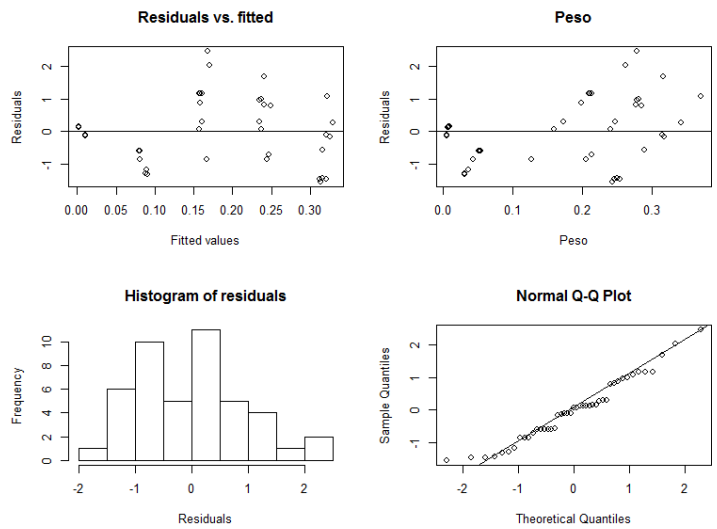 Residuals vs. fitted
Residuals
2
1
0
-1
0.00 0.05 0.10 0.15 0.20 0.25 0.30
Fitted values
Peso
Residuals
2
1
0
-1
0.0 0.1 0.2 0.3
Peso
Histogram of residuals
Frequency
10
8
6
4
2
0
-2 -1 0 1 2
Residuals
Normal Q-Q Plot
Sample Quantiles
2
1
0
-1
-2 -1 0 1 2
Theoretical Quantiles